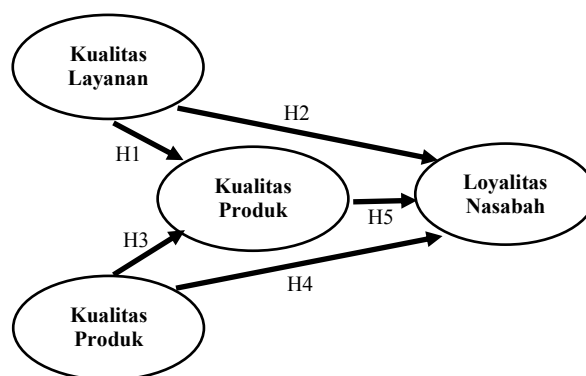 Kualitas
Layanan
H2
H1
Kualitas
Produk
Loyalitas
Nasabah
H5
H3
H4
Kualitas
Produk